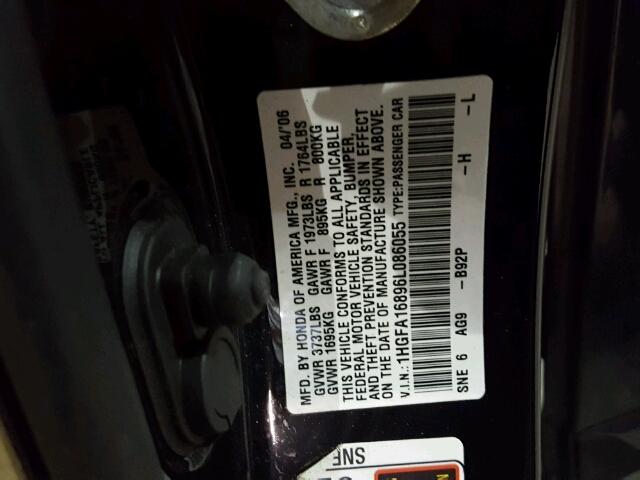 MFD. BY HONDA OF AMERICA MFG., INC. 04/06
GVWR 3737LBS GAWR F 1973LBS R 1764LBS
GVWR 1695KG GAWR F 895KG R 800KG
THIS VEHICLE CONFORMS TO ALL APPLICABLE
FEDERAL MOTOR VEHICLE SAFETY, BUMPER,
AND THEFT PREVENTION STANDARDS IN EFFECT
ON THE DATE OF MANUFACTURE SHOWN ABOVE.
V.I.N.: 1HGFA16896L086055 TYPE:PASSENGER CAR
SNE 6 AG9 -B92P -H -L
SNE